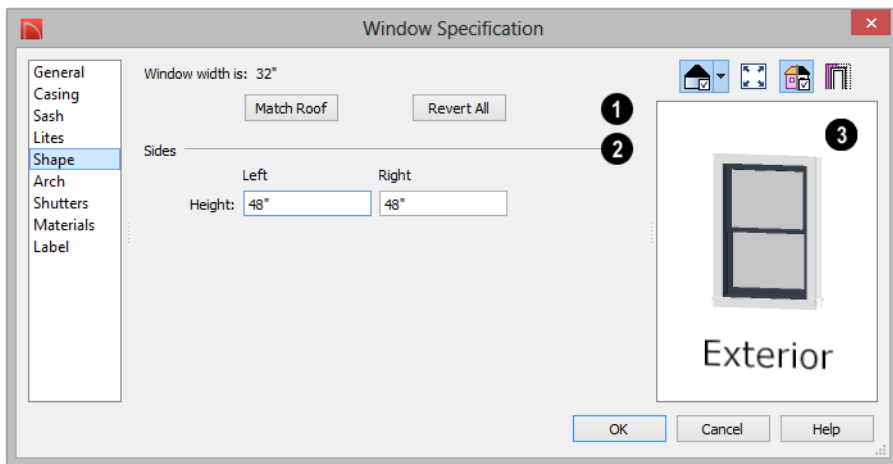 Window Specification
General
Casing
Sash
Lites
Shape
Arch
Shutters
Materials
Label
Window width is: 32"
Match Roof Revert All
1
Sides
2
Left Right
Height: 48" 48"
3
Exterior
OK Cancel Help